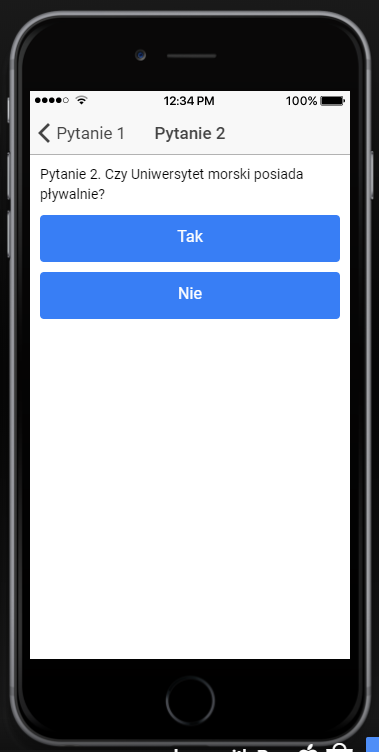 12:34 PM 100%
Pytanie 1 Pytanie 2
Pytanie 2. Czy Uniwersytet morski posiada
pływalnie?
Tak
Nie